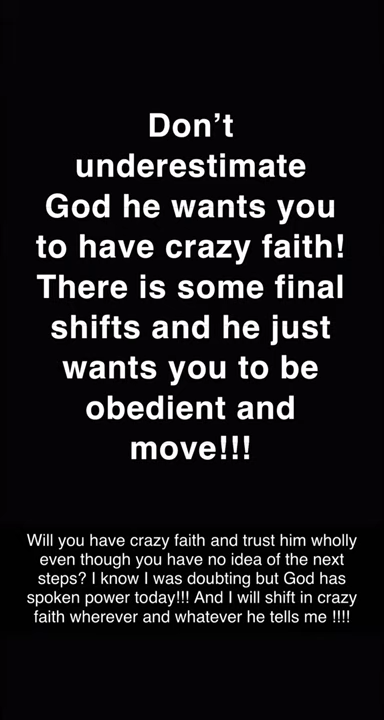 Don’t
underestimate
God he wants you
to have crazy faith!
There is some final
shifts and he just
wants you to be
obedient and
move!!!
Will you have crazy faith and trust him wholly
even though you have no idea of the next
steps? I know I was doubting but God has
spoken power today!!! And I will shift in crazy
faith wherever and whatever he tells me !!!!